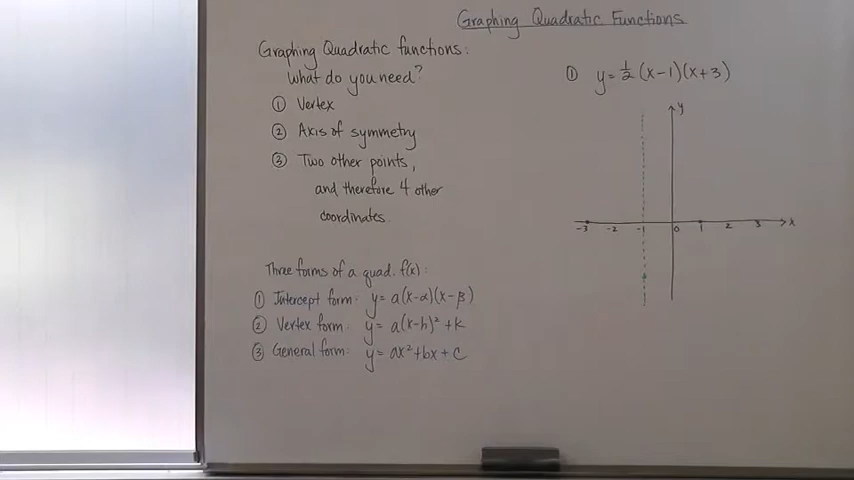 Graphing Quadratic Functions
Graphing Quadratic functions:
What do you need?
① Vertex
② Axis of symmetry
③ Two other points,
and therefore 4 other
coordinates.
Three forms of a quad. f(x):
① Intercept form: y = a(x-α)(x-β)
② Vertex form: y = a(x-h)² + k
③ General form: y = ax² + bx + c
① y = ½ (x-1)(x+3)
y
-3 -2 -1 0 1 2 3 x